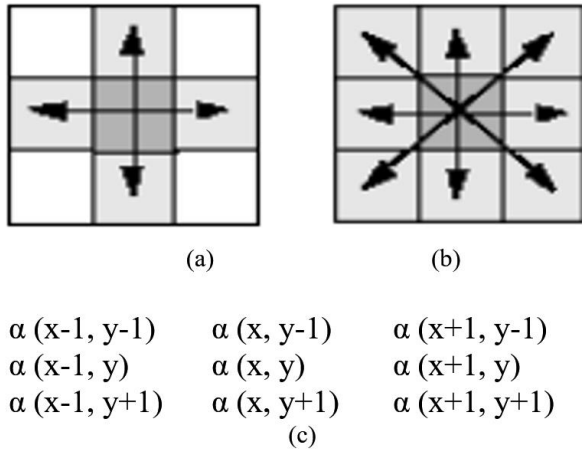 (a) (b)
α (x-1, y-1) α (x, y-1) α (x+1, y-1)
α (x-1, y) α (x, y) α (x+1, y)
α (x-1, y+1) α (x, y+1) α (x+1, y+1)
(c)